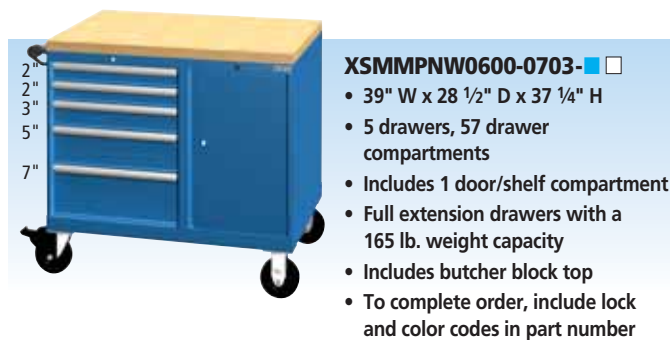 2"
2"
3"
5"
7"
XSMMPNW0600-0703-
• 39" W x 28 ½" D x 37 ¼" H
• 5 drawers, 57 drawer
compartments
• Includes 1 door/shelf compartment
• Full extension drawers with a
165 lb. weight capacity
• Includes butcher block top
• To complete order, include lock
and color codes in part number